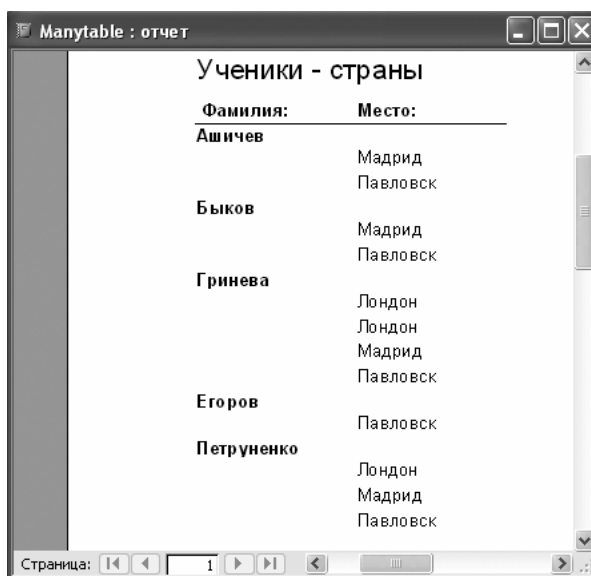 Manytable : отчет
Ученики - страны
Фамилия: Место:
Ашичев
Мадрид
Павловск
Быков
Мадрид
Павловск
Гринева
Лондон
Лондон
Мадрид
Павловск
Егоров
Павловск
Петруненко
Лондон
Мадрид
Павловск
Страница: 1